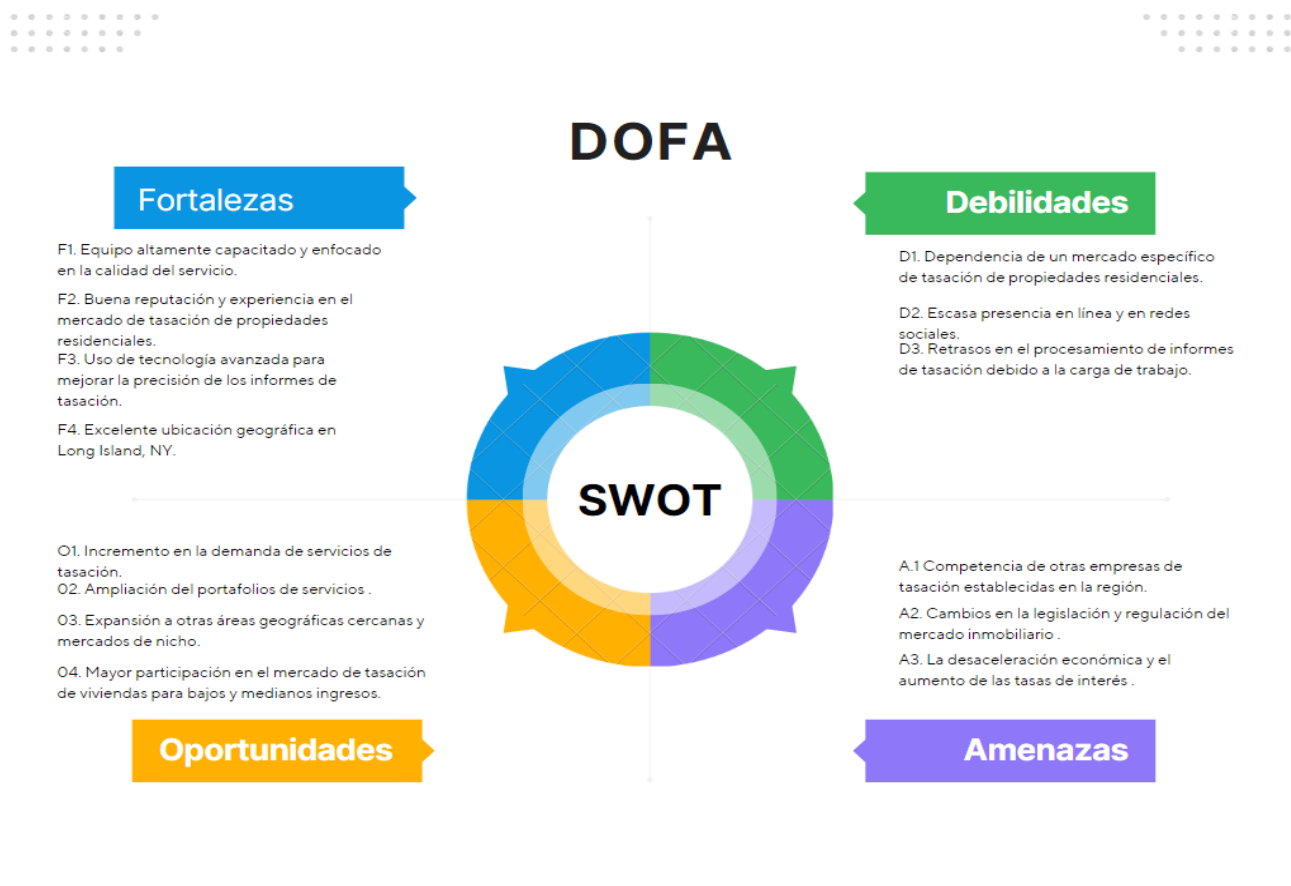 DOFA
Fortalezas
F1. Equipo altamente capacitado y enfocado
en la calidad del servicio.
F2. Buena reputación y experiencia en el
mercado de tasación de propiedades
residenciales.
F3. Uso de tecnología avanzada para
mejorar la precisión de los informes de
tasación.
F4. Excelente ubicación geográfica en
Long Island, NY.
Debilidades
D1. Dependencia de un mercado específico
de tasación de propiedades residenciales.
D2. Escasa presencia en línea y en redes
sociales.
D3. Retrasos en el procesamiento de informes
de tasación debido a la carga de trabajo.
SWOT
O1. Incremento en la demanda de servicios de
tasación.
02. Ampliación del portafolios de servicios .
03. Expansión a otras áreas geográficas cercanas y
mercados de nicho.
04. Mayor participación en el mercado de tasación
de viviendas para bajos y medianos ingresos.
Oportunidades
A.1 Competencia de otras empresas de
tasación establecidas en la región.
A2. Cambios en la legislación y regulación del
mercado inmobiliario .
A3. La desaceleración económica y el
aumento de las tasas de interés .
Amenazas